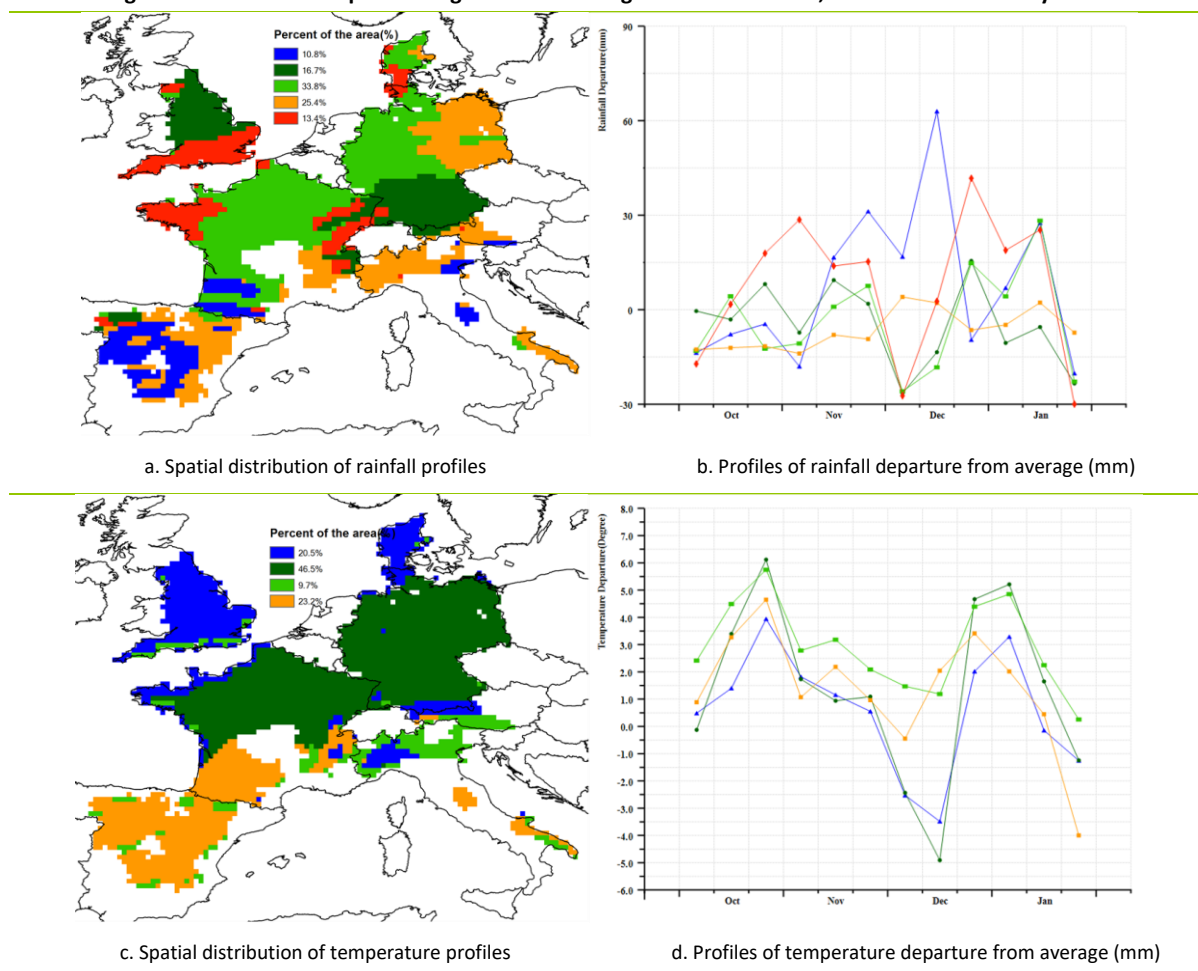 Percent of the area(%)
10.8%
16.7%
33.8%
25.4%
13.4%
Rainfall Departure(mm)
90
60
30
0
-30
Oct
Nov
Dec
Jan
a. Spatial distribution of rainfall profiles
b. Profiles of rainfall departure from average (mm)
Percent of the area(%)
20.5%
46.5%
9.7%
23.2%
Temperature Departure(Degree)
8.0
7.0
6.0
5.0
4.0
3.0
2.0
1.0
0.0
-1.0
-2.0
-3.0
-4.0
-5.0
-6.0
Oct
Nov
Dec
Jan
c. Spatial distribution of temperature profiles
d. Profiles of temperature departure from average (mm)